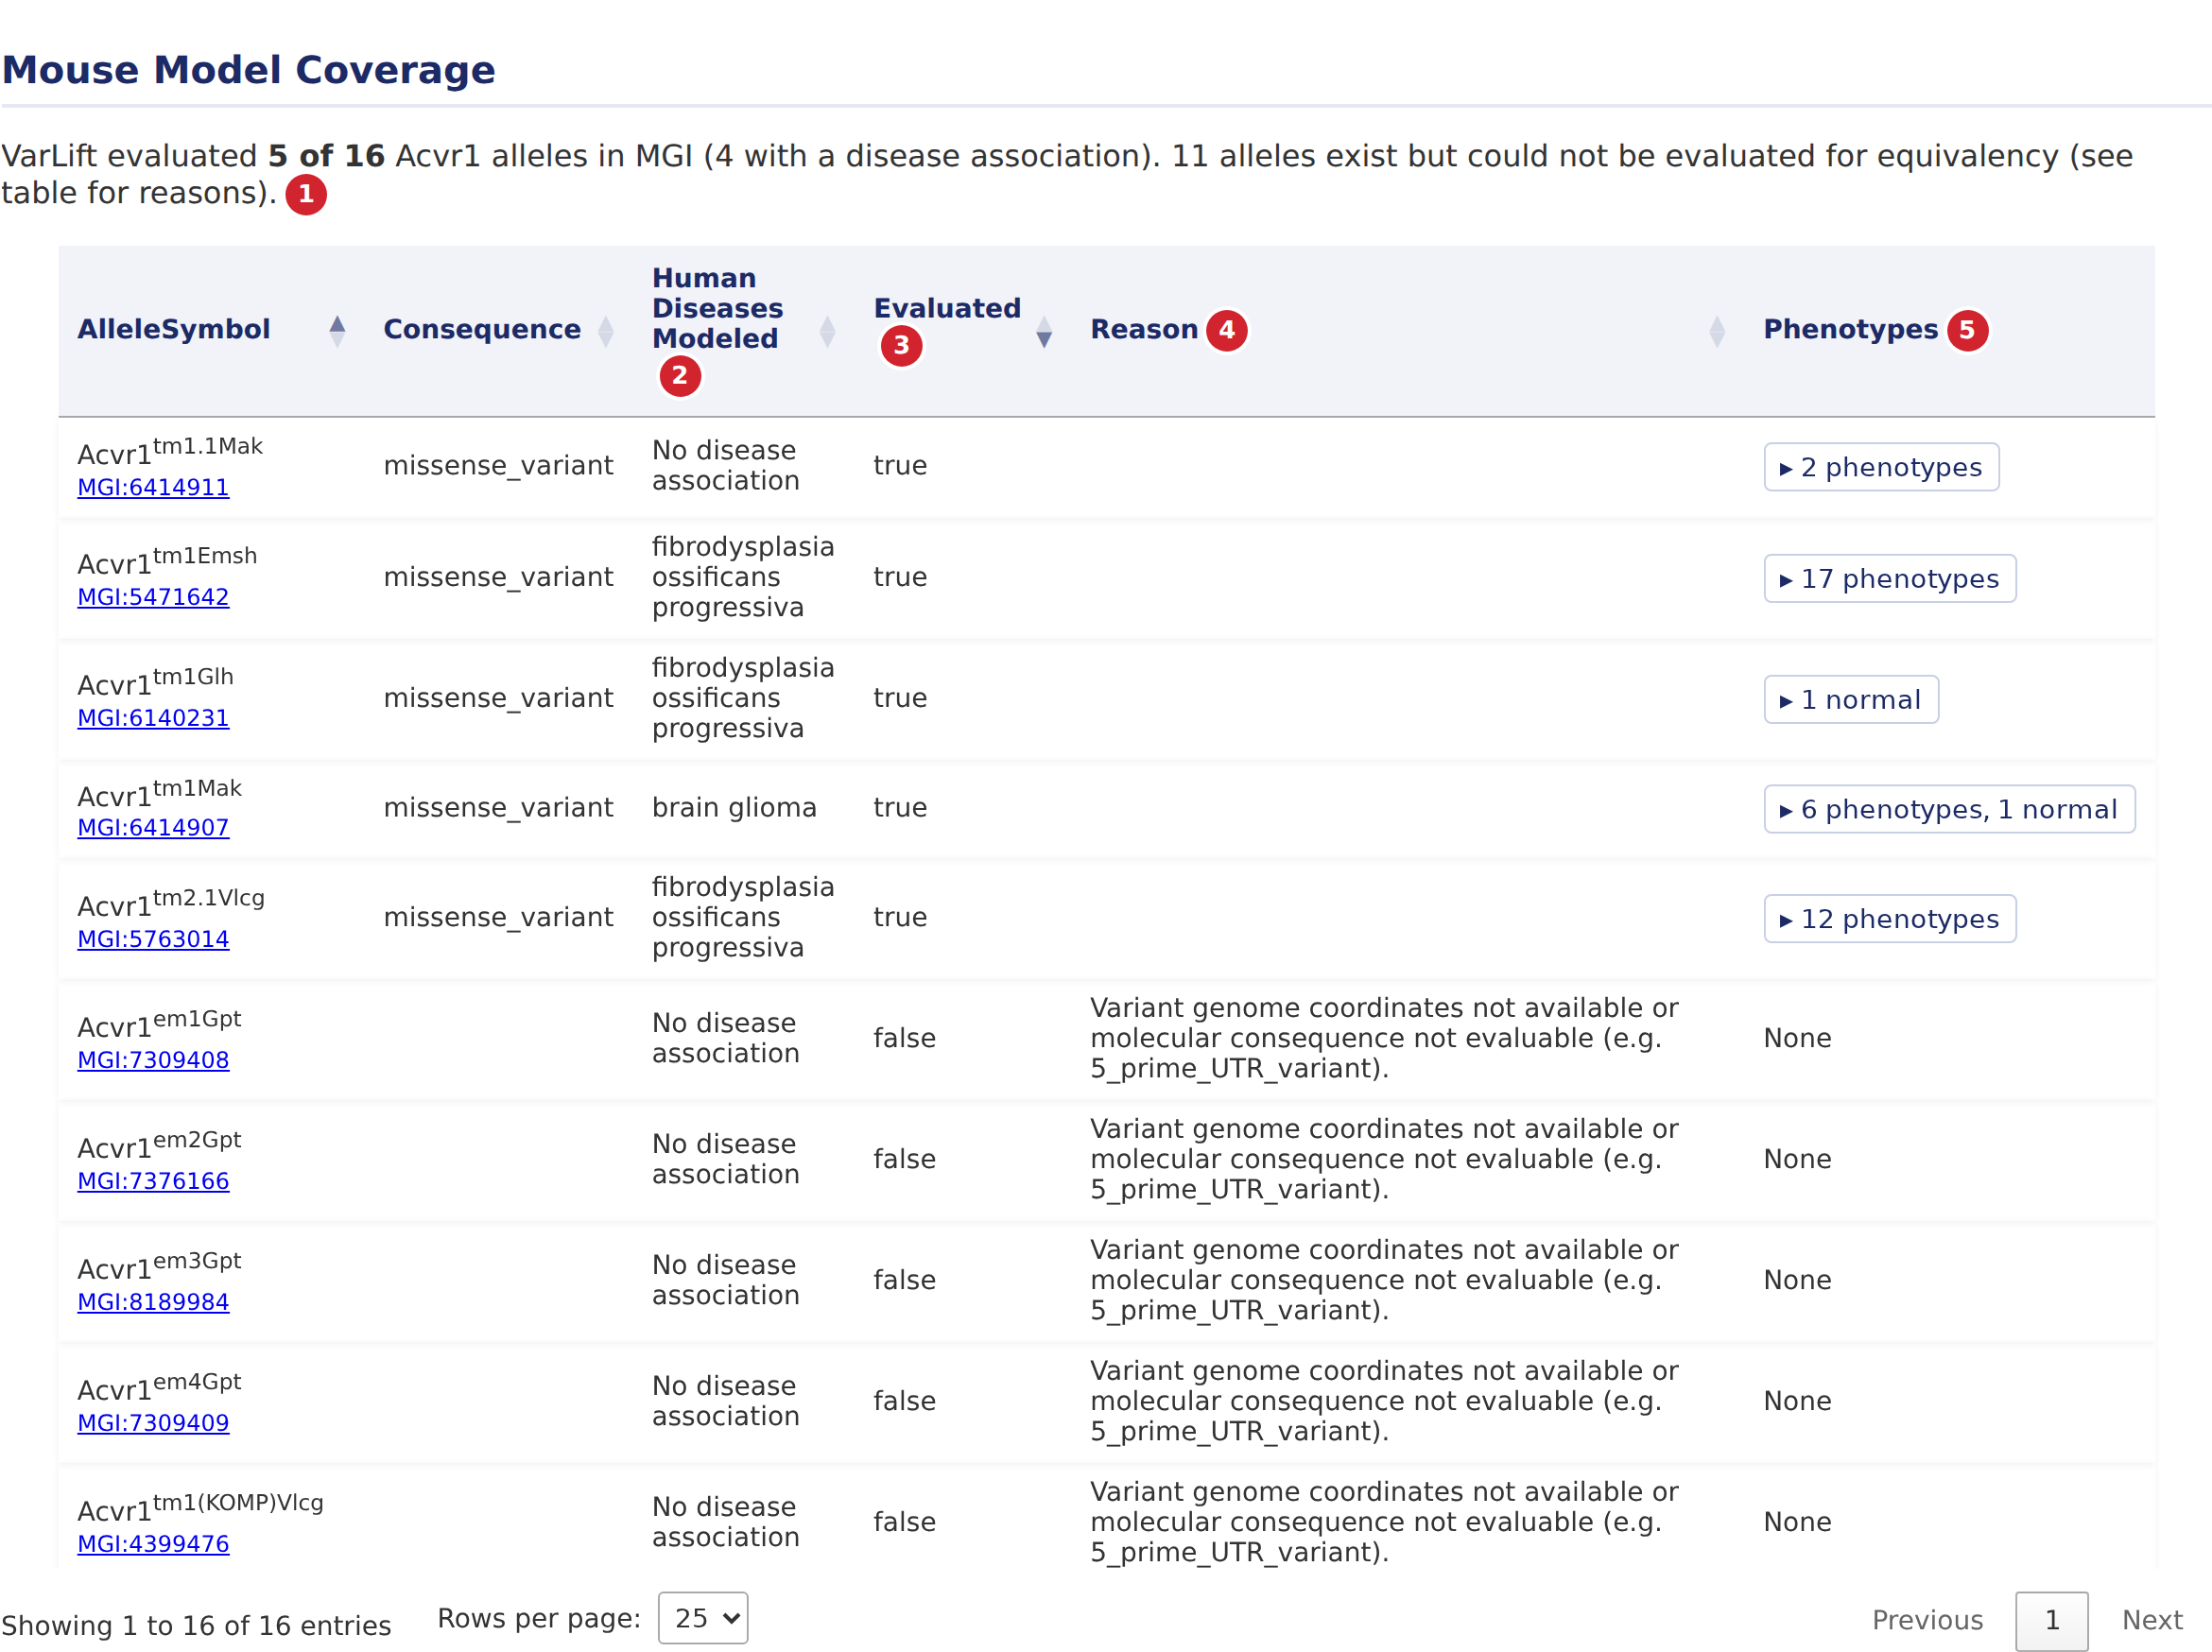 Mouse Model Coverage
VarLift evaluated 5 of 16 Acvr1 alleles in MGI (4 with a disease association). 11 alleles exist but could not be evaluated for equivalency (see
table for reasons). 1
AlleleSymbol ▲ Consequence Human Diseases Modeled 2 Evaluated 3 ▼ Reason 4 Phenotypes 5
Acvr1tm1.1Mak
MGI:6414911
missense_variant
No disease
association
true
▸ 2 phenotypes
Acvr1tm1Emsh
MGI:5471642
missense_variant
fibrodysplasia
ossificans
progressiva
true
▸ 17 phenotypes
Acvr1tm1Glh
MGI:6140231
missense_variant
fibrodysplasia
ossificans
progressiva
true
▸ 1 normal
Acvr1tm1Mak
MGI:6414907
missense_variant
brain glioma
true
▸ 6 phenotypes, 1 normal
Acvr1tm2.1Vlcg
MGI:5763014
missense_variant
fibrodysplasia
ossificans
progressiva
true
▸ 12 phenotypes
Acvr1em1Gpt
MGI:7309408
No disease
association
false
Variant genome coordinates not available or
molecular consequence not evaluable (e.g.
5_prime_UTR_variant).
None
Acvr1em2Gpt
MGI:7376166
No disease
association
false
Variant genome coordinates not available or
molecular consequence not evaluable (e.g.
5_prime_UTR_variant).
None
Acvr1em3Gpt
MGI:8189984
No disease
association
false
Variant genome coordinates not available or
molecular consequence not evaluable (e.g.
5_prime_UTR_variant).
None
Acvr1em4Gpt
MGI:7309409
No disease
association
false
Variant genome coordinates not available or
molecular consequence not evaluable (e.g.
5_prime_UTR_variant).
None
Acvr1tm1(KOMP)Vlcg
MGI:4399476
No disease
association
false
Variant genome coordinates not available or
molecular consequence not evaluable (e.g.
5_prime_UTR_variant).
None
Showing 1 to 16 of 16 entries Rows per page: 25 Previous 1 Next